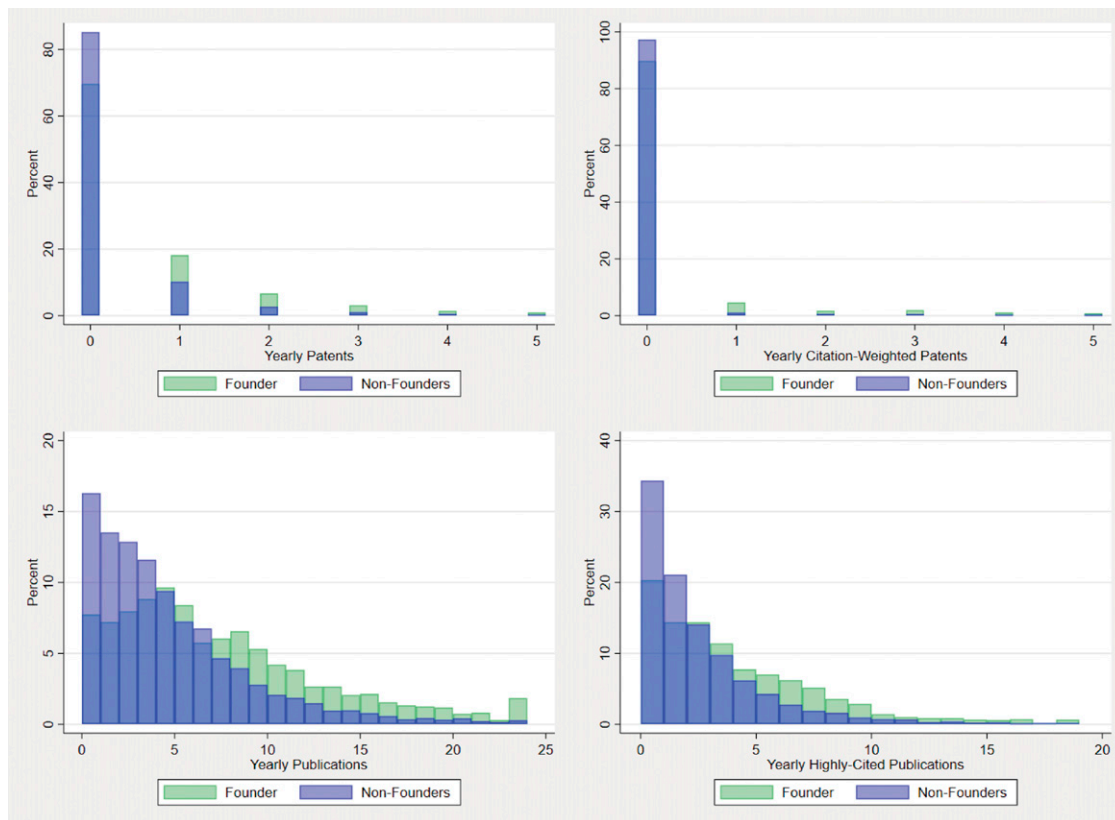 Percent
0 20 40 60 80
0 1 2 3 4 5
Yearly Patents
Founder Non-Founders
Percent
0 20 40 60 80 100
0 1 2 3 4 5
Yearly Citation-Weighted Patents
Founder Non-Founders
Percent
0 5 10 15 20
0 5 10 15 20 25
Yearly Publications
Founder Non-Founders
Percent
0 10 20 30 40
0 5 10 15 20
Yearly Highly-Cited Publications
Founder Non-Founders